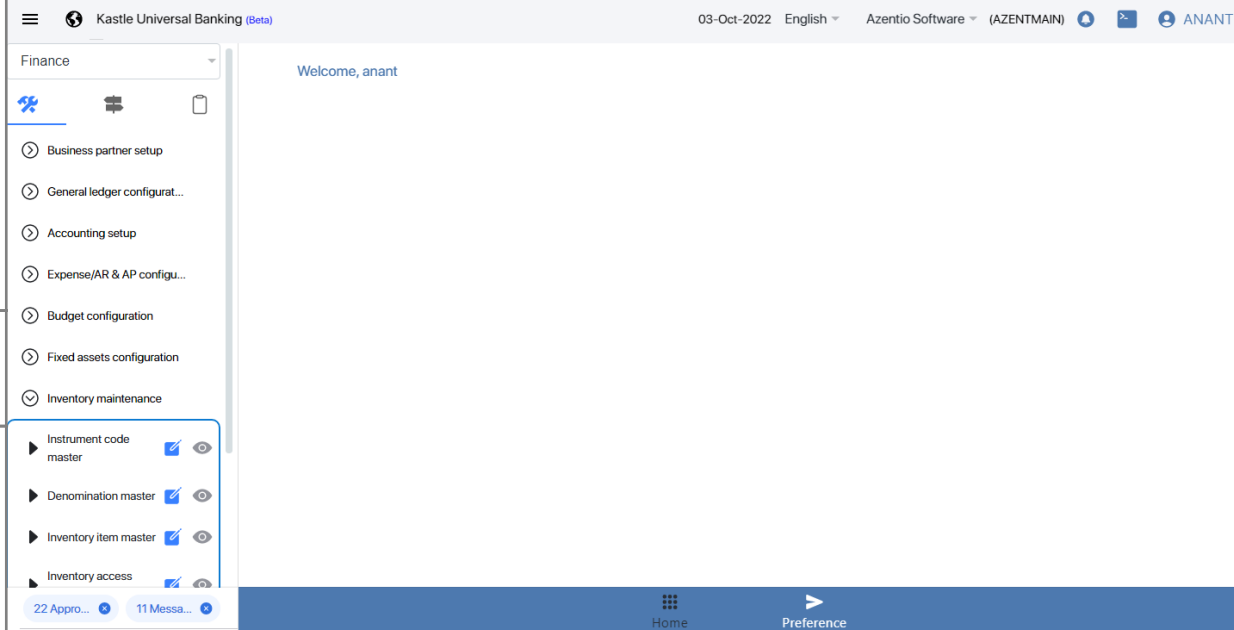 Kastle Universal Banking (Beta)
03-Oct-2022 English Azentio Software (AZENTMAIN) ANANT
Finance
Welcome, anant
Business partner setup
General ledger configurat...
Accounting setup
Expense/AR & AP configu...
Budget configuration
Fixed assets configuration
Inventory maintenance
Instrument code
master
Denomination master
Inventory item master
Inventory access
22 Appro... 11 Messa...
Home
Preference